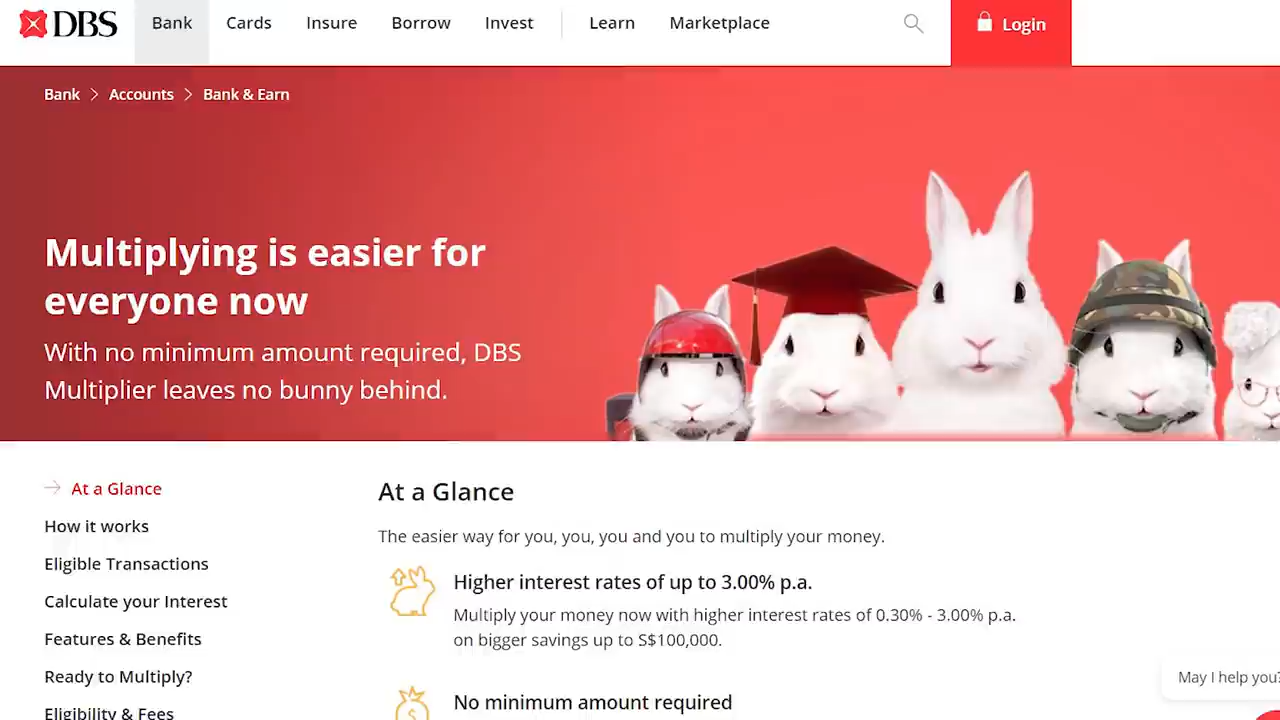 DBS
Bank
Cards
Insure
Borrow
Invest
Learn
Marketplace
Login
Bank
Accounts
Bank & Earn
Multiplying is easier for
everyone now
With no minimum amount required, DBS
Multiplier leaves no bunny behind.
At a Glance
How it works
Eligible Transactions
Calculate your Interest
Features & Benefits
Ready to Multiply?
Eligibility & Fees
At a Glance
The easier way for you, you, you and you to multiply your money.
Higher interest rates of up to 3.00% p.a.
Multiply your money now with higher interest rates of 0.30% - 3.00% p.a.
on bigger savings up to S$100,000.
$
No minimum amount required
May I help you?